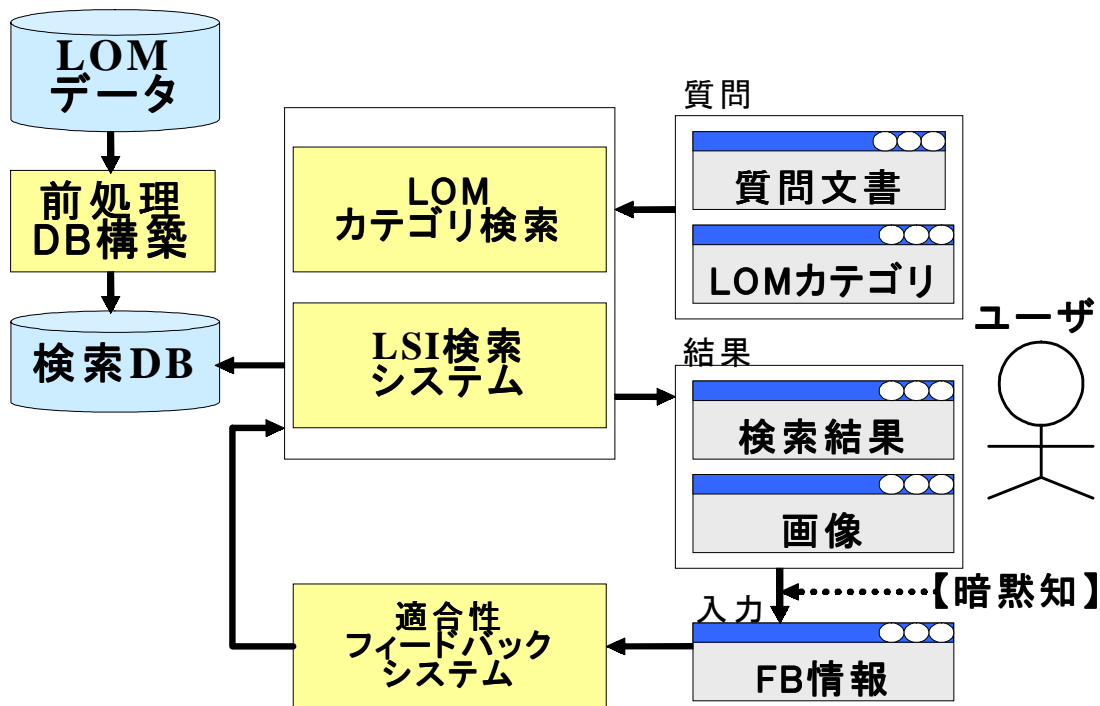 LOM
データ
前処理
DB構築
検索DB
LOM
カテゴリ検索
LSI検索
システム
適合性
フィードバック
システム
質問
質問文書
LOMカテゴリ
結果
検索結果
画像
入力
FB情報
ユーザ
【暗黙知】